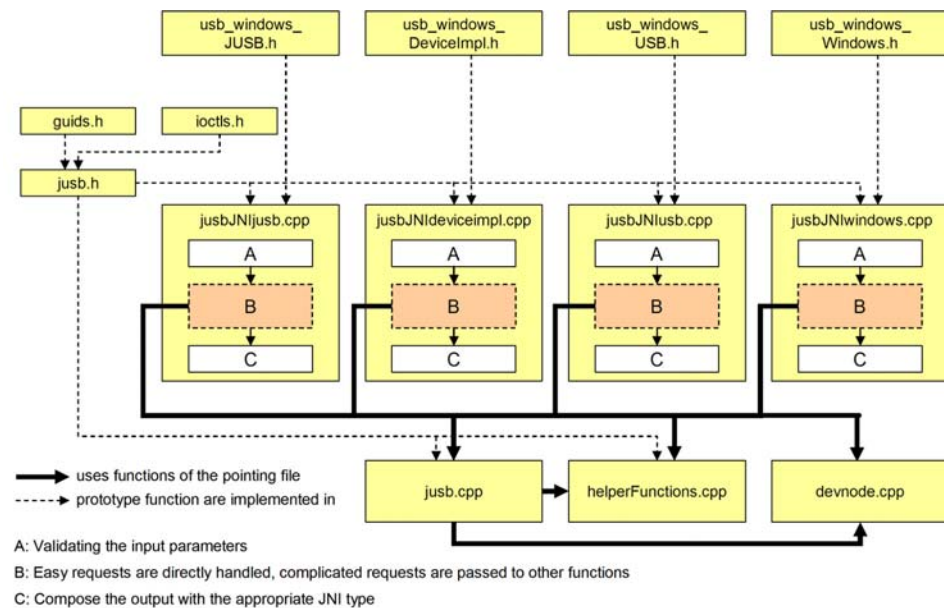 usb_windows_
JUSB.h
usb_windows_
DeviceImpl.h
usb_windows_
USB.h
usb_windows_
Windows.h
guids.h
ioctls.h
jusb.h
jusbJNIjusb.cpp
A
B
C
jusbJNIdeviceimpl.cpp
A
B
C
jusbJNIusb.cpp
A
B
C
jusbJNIwindows.cpp
A
B
C
uses functions of the pointing file
prototype function are implemented in
jusb.cpp
helperFunctions.cpp
devnode.cpp
A: Validating the input parameters
B: Easy requests are directly handled, complicated requests are passed to other functions
C: Compose the output with the appropriate JNI type